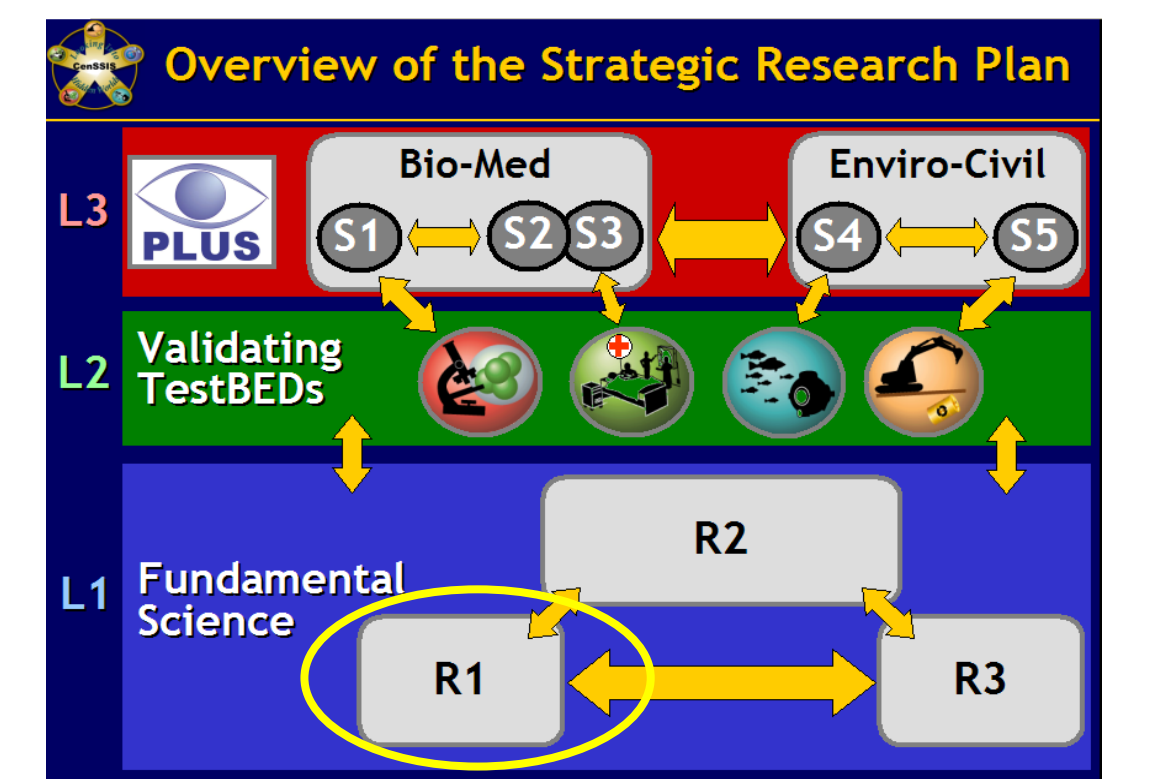 Overview of the Strategic Research Plan
CenSSIS
L3
PLUS
Bio-Med
Enviro-Civil
S1
S2
S3
S4
S5
L2
Validating
TestBEDs
L1
Fundamental
Science
R2
R1
R3